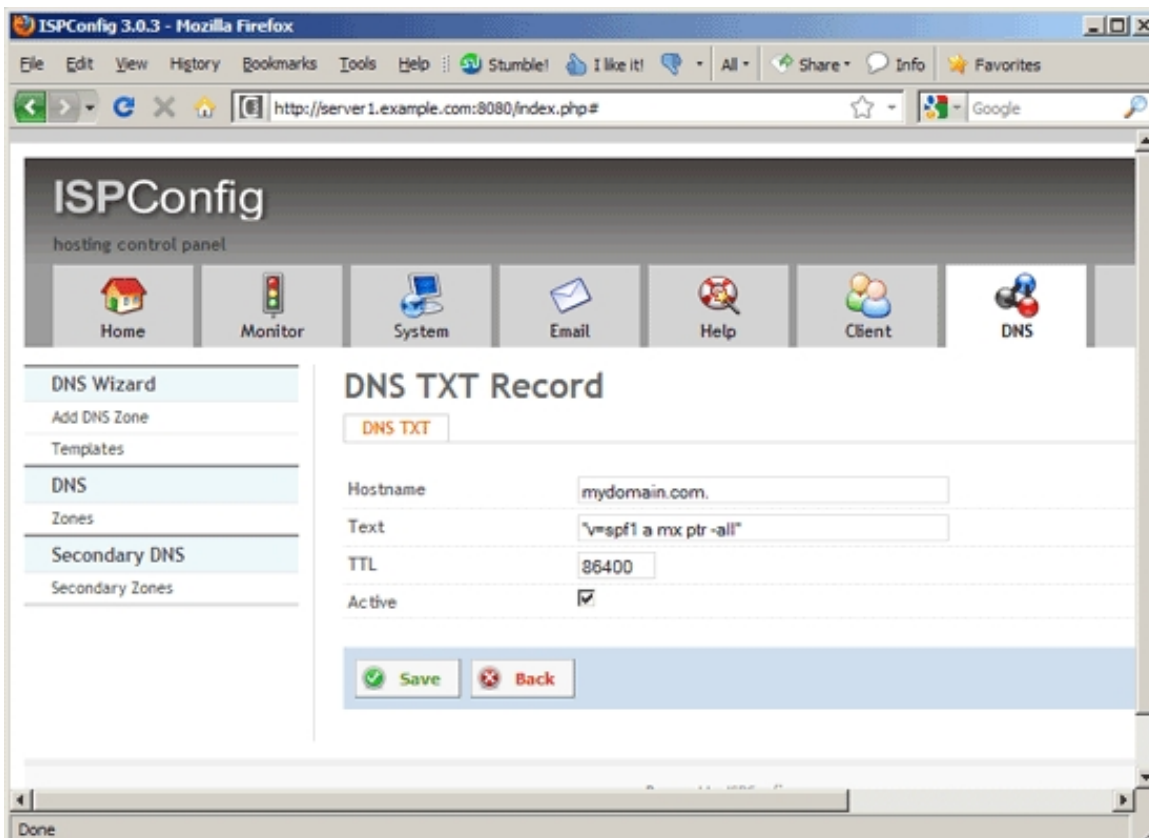 ISPConfig 3.0.3 - Mozilla Firefox
File Edit View History Bookmarks Tools Help Stumble! I like it! All Share Info Favorites
http://server1.example.com:8080/index.php# Google
ISPConfig
hosting control panel
Home Monitor System Email Help Client DNS
DNS Wizard
Add DNS Zone
Templates
DNS
Zones
Secondary DNS
Secondary Zones
DNS TXT Record
DNS TXT
Hostname mydomain.com.
Text "v=spf1 a mx ptr -all"
TTL 86400
Active
Save Back
Done